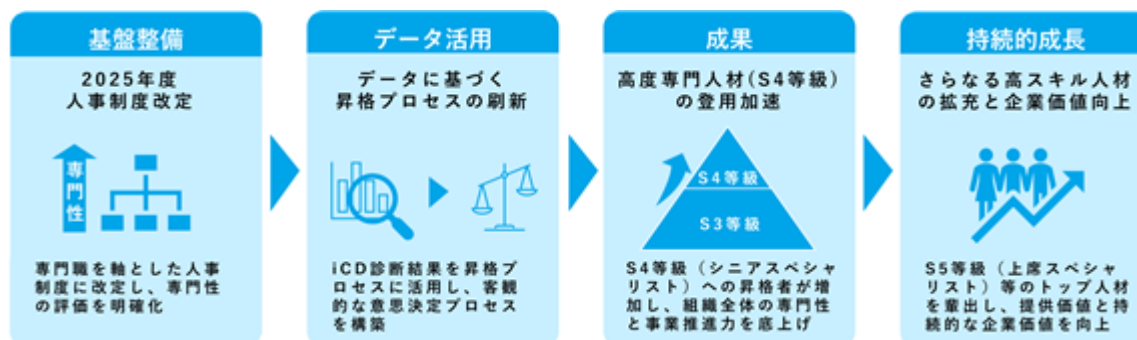 基盤整備
2025年度
人事制度改定
専門性
専門職を軸とした人事
制度に改定し、専門性
の評価を明確化
データ活用
データに基づく
昇格プロセスの刷新
iCD診断結果を昇格プ
ロセスに活用し、客観
的な意思決定プロセス
を構築
成果
高度専門人材(S4等級)
の登用加速
S4等級
S3等級
S4等級（シニアスペシャ
リスト）への昇格者が増
加し、組織全体の専門性
と事業推進力を底上げ
持続的成長
さらなる高スキル人材
の拡充と企業価値向上
S5等級（上席スペシャ
リスト）等のトップ人材
を輩出し、提供価値と持
続的な企業価値を向上